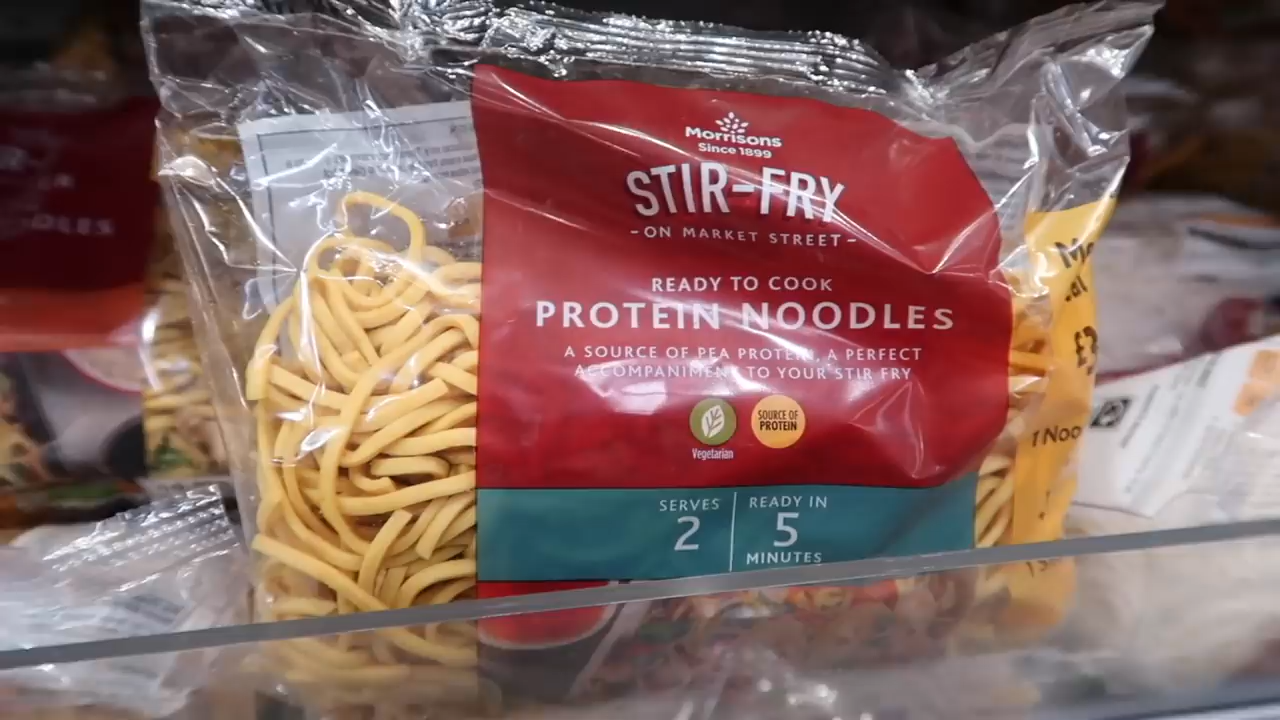 Morrisons
Since 1899
STIR-FRY
-ON MARKET STREET-
READY TO COOK
PROTEIN NOODLES
A SOURCE OF PEA PROTEIN, A PERFECT
ACCOMPANIMENT TO YOUR STIR FRY
SOURCE OF
PROTEIN
Vegetarian
SERVES
2
READY IN
5
MINUTES